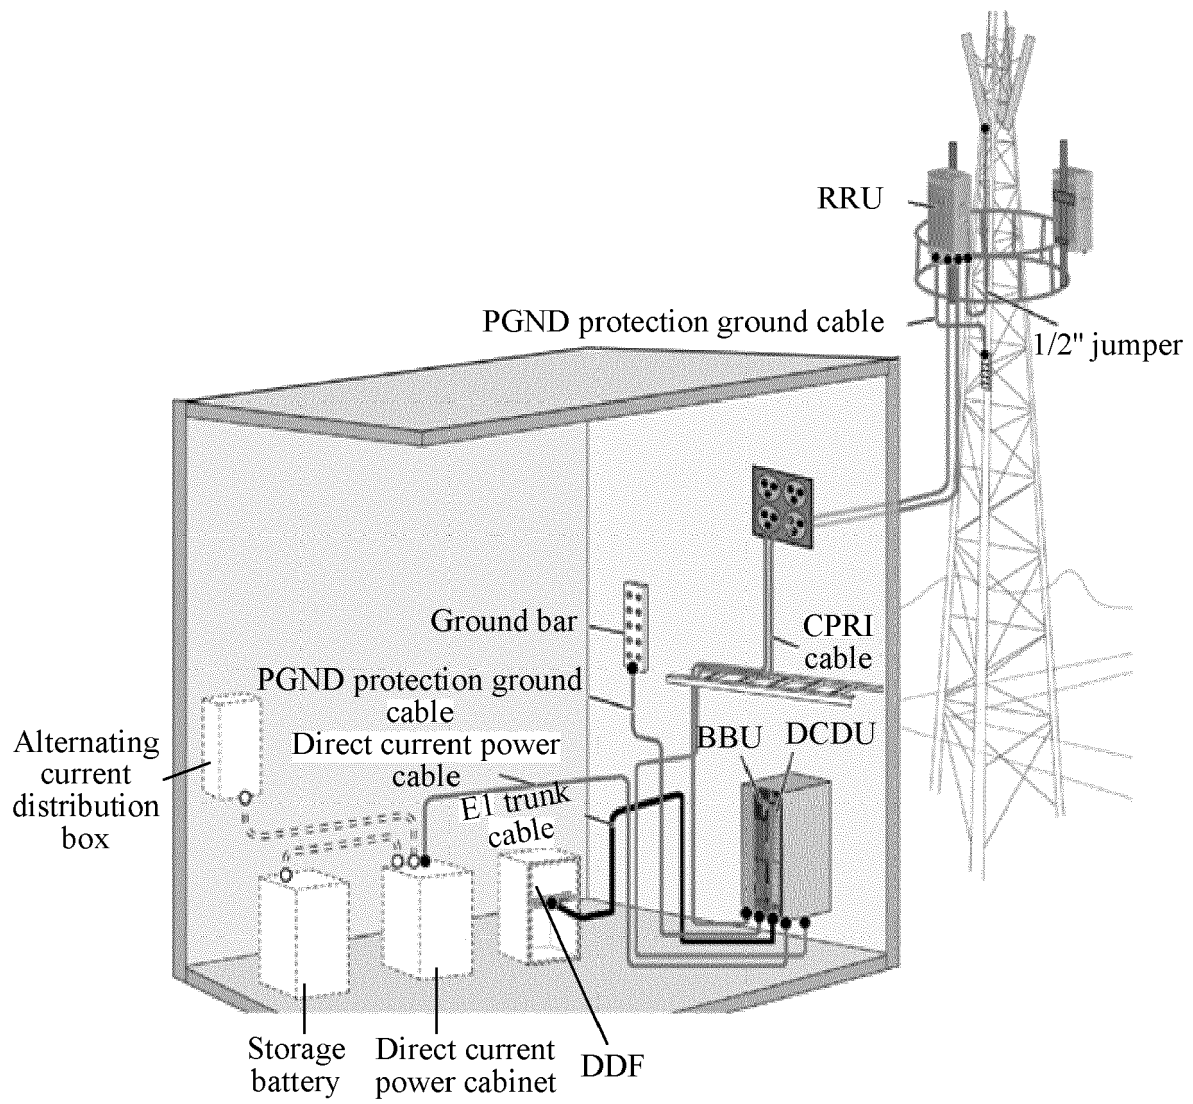 RRU
PGND protection ground cable
1/2" jumper
Ground bar
CPRI
cable
PGND protection ground
cable
Direct current power
cable
BBU
DCDU
Alternating
current
distribution
box
E1 trunk
cable
Storage
battery
Direct current
power cabinet
DDF